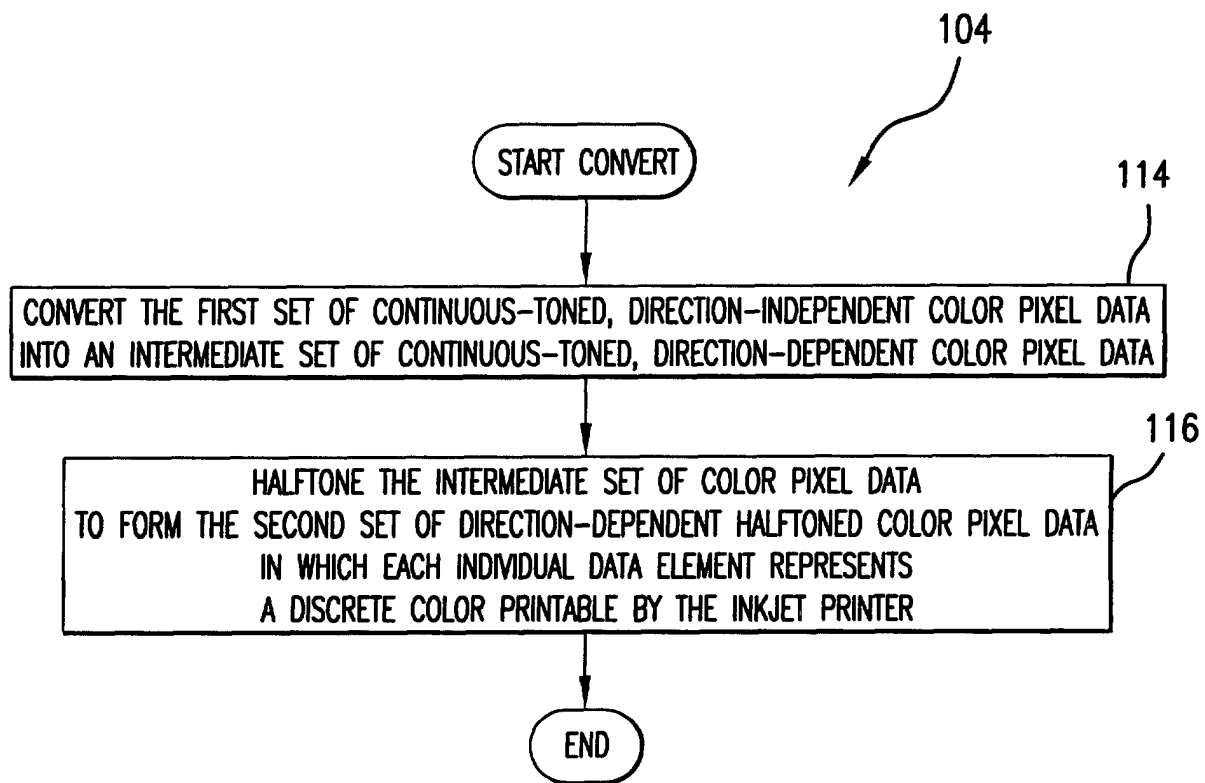 104
START CONVERT
114
CONVERT THE FIRST SET OF CONTINUOUS-TONED, DIRECTION-INDEPENDENT COLOR PIXEL DATA
INTO AN INTERMEDIATE SET OF CONTINUOUS-TONED, DIRECTION-DEPENDENT COLOR PIXEL DATA
116
HALFTONE THE INTERMEDIATE SET OF COLOR PIXEL DATA
TO FORM THE SECOND SET OF DIRECTION-DEPENDENT HALFTONED COLOR PIXEL DATA
IN WHICH EACH INDIVIDUAL DATA ELEMENT REPRESENTS
A DISCRETE COLOR PRINTABLE BY THE INKJET PRINTER
END